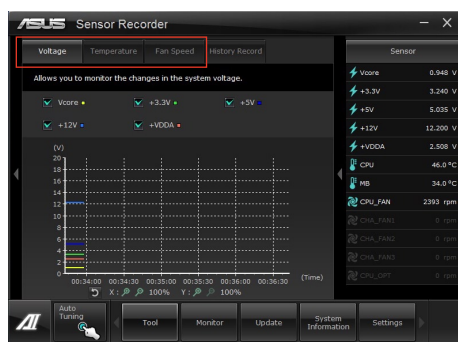 ASUS Sensor Recorder
Voltage Temperature Fan Speed History Record
Sensor
Allows you to monitor the changes in the system voltage.
Vcore +3.3V +5V
+12V +VDDA
(V)
20
18
16
14
12
10
8
6
4
2
0
00:34:00 00:34:30 00:35:00 00:35:30 00:36:00 00:36:30 (Time)
X : 100% Y : 100%
Vcore 0.948 V
+3.3V 3.240 V
+5V 5.035 V
+12V 12.200 V
+VDDA 2.508 V
CPU 46.0 ºC
MB 34.0 ºC
CPU_FAN 2393 rpm
CHA_FAN1 0 rpm
CHA_FAN2 0 rpm
CHA_FAN3 0 rpm
CPU_OPT 0 rpm
Auto
Tuning
Tool
Monitor
Update
System
Information
Settings